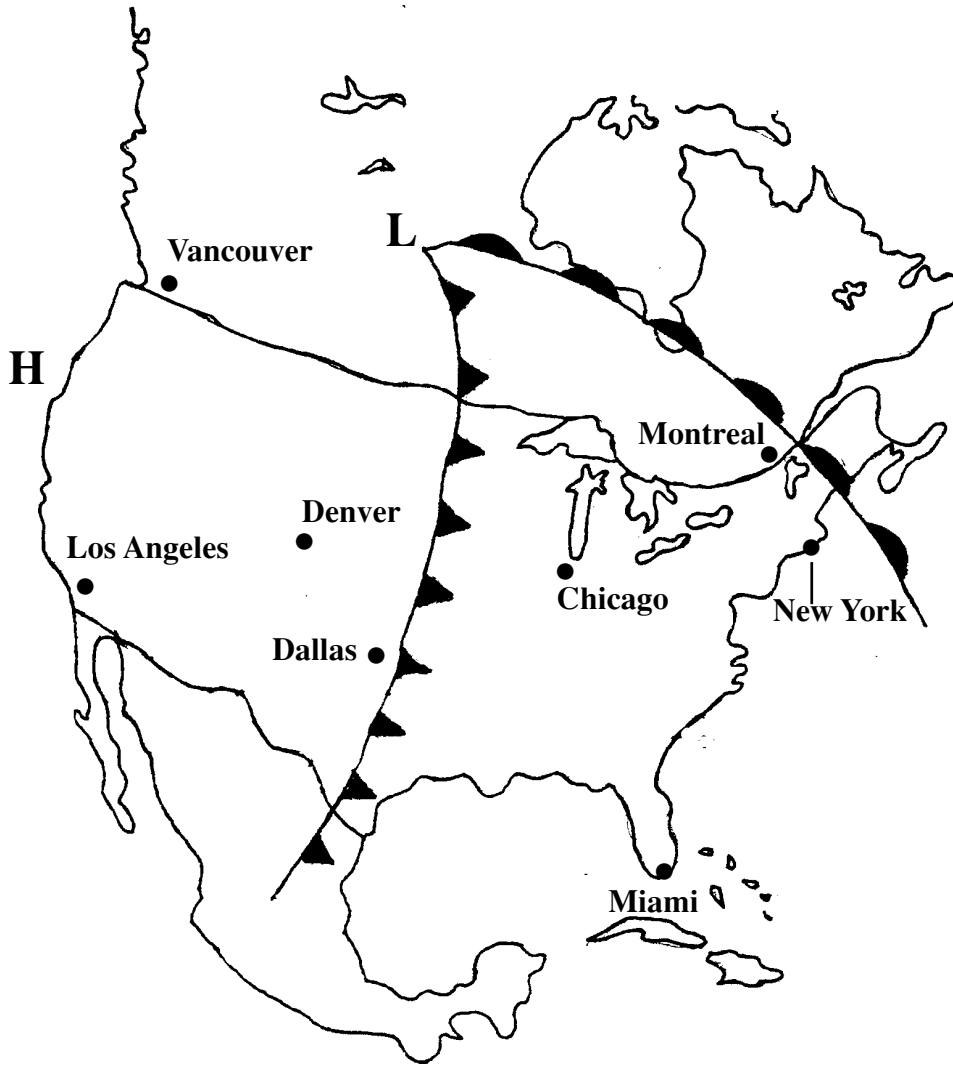 L
Vancouver
H
Montreal
Denver
Los Angeles
Chicago
New York
Dallas
Miami